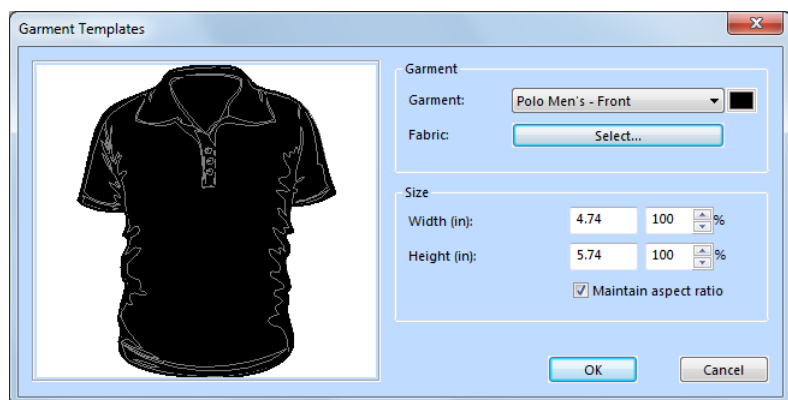 Garment Templates
Garment
Garment: Polo Men's - Front
Fabric: Select...
Size
Width (in): 4.74 100 %
Height (in): 5.74 100 %
Maintain aspect ratio
OK Cancel